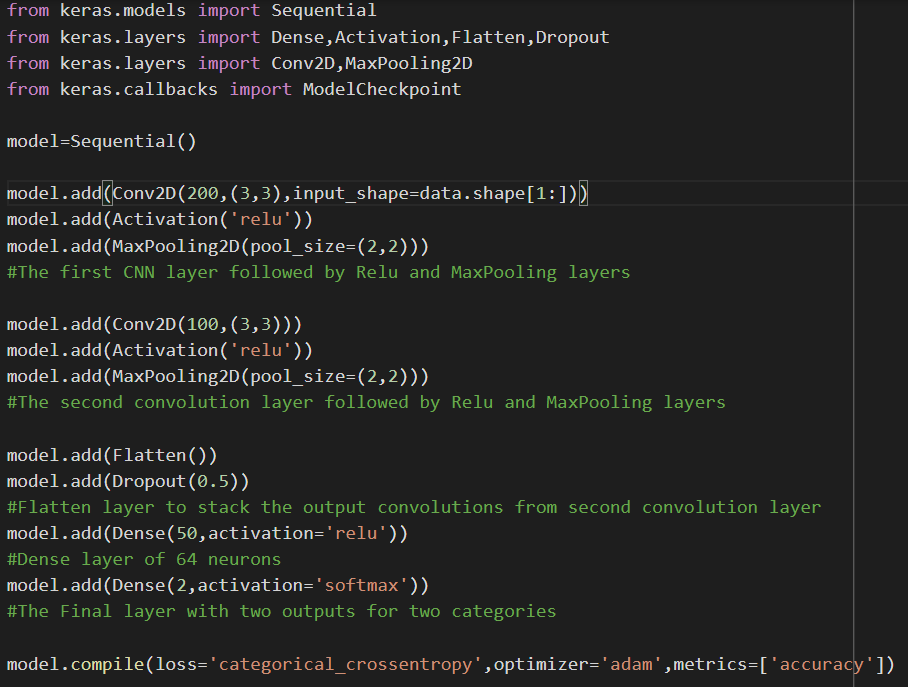 from keras.models import Sequential
from keras.layers import Dense,Activation,Flatten,Dropout
from keras.layers import Conv2D,MaxPooling2D
from keras.callbacks import ModelCheckpoint
model=Sequential()
model.add(Conv2D(200,(3,3),input_shape=data.shape[1:]))
model.add(Activation('relu'))
model.add(MaxPooling2D(pool_size=(2,2)))
#The first CNN layer followed by Relu and MaxPooling layers
model.add(Conv2D(100,(3,3)))
model.add(Activation('relu'))
model.add(MaxPooling2D(pool_size=(2,2)))
#The second convolution layer followed by Relu and MaxPooling layers
model.add(Flatten())
model.add(Dropout(0.5))
#Flatten layer to stack the output convolutions from second convolution layer
model.add(Dense(50,activation='relu'))
#Dense layer of 64 neurons
model.add(Dense(2,activation='softmax'))
#The Final layer with two outputs for two categories
model.compile(loss='categorical_crossentropy',optimizer='adam',metrics=['accuracy'])